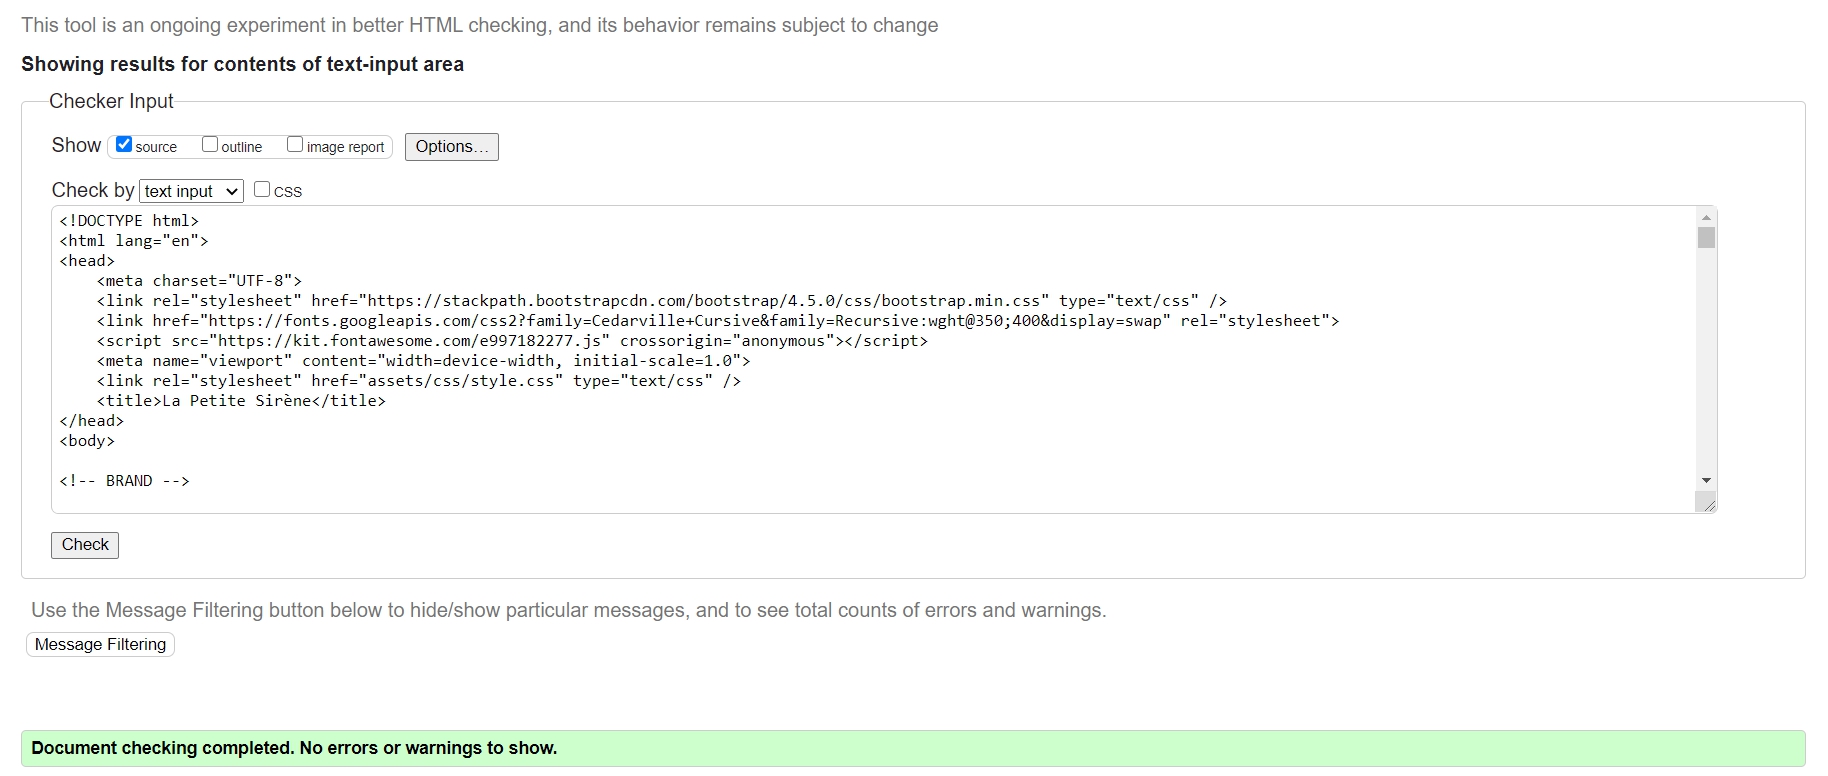 This tool is an ongoing experiment in better HTML checking, and its behavior remains subject to change
Showing results for contents of text-input area
Checker Input
Show source outline image report Options...
Check by text input CSS
<!DOCTYPE html>
<html lang="en">
<head>
    <meta charset="UTF-8">
    <link rel="stylesheet" href="https://stackpath.bootstrapcdn.com/bootstrap/4.5.0/css/bootstrap.min.css" type="text/css" />
    <link href="https://fonts.googleapis.com/css2?family=Cedarville+Cursive&family=Recursive:wght@350;400&display=swap" rel="stylesheet">
    <script src="https://kit.fontawesome.com/e997182277.js" crossorigin="anonymous"></script>
    <meta name="viewport" content="width=device-width, initial-scale=1.0">
    <link rel="stylesheet" href="assets/css/style.css" type="text/css" />
    <title>La Petite Sirène</title>
</head>
<body>
<!-- BRAND -->
Check
Use the Message Filtering button below to hide/show particular messages, and to see total counts of errors and warnings.
Message Filtering
Document checking completed. No errors or warnings to show.